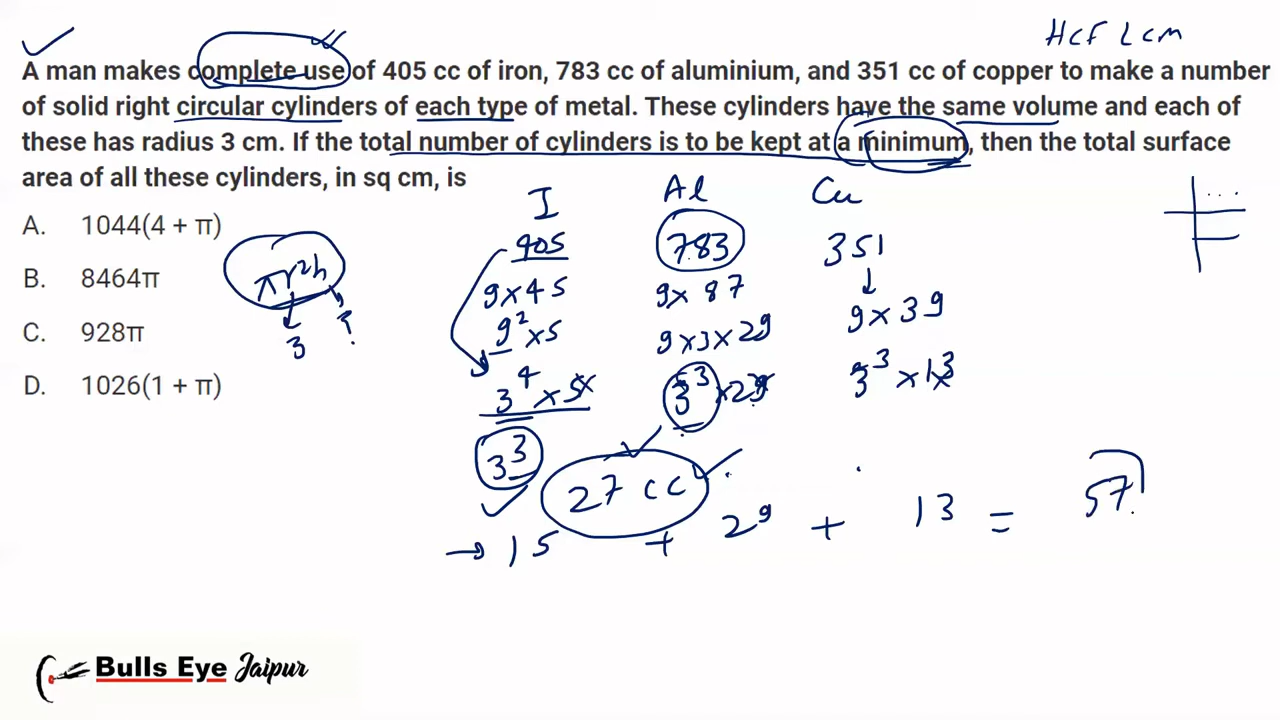 HCF LCM
A man makes complete use of 405 cc of iron, 783 cc of aluminium, and 351 cc of copper to make a number
of solid right circular cylinders of each type of metal. These cylinders have the same volume and each of
these has radius 3 cm. If the total number of cylinders is to be kept at a minimum, then the total surface
area of all these cylinders, in sq cm, is
I Al Cu
A. 1044(4 + π)
405 783 351
B. 8464π
πr²h
9×45 9×87 9×39
3 ?
C. 928π
9²×5 9×3×29
D. 1026(1 + π)
3⁴×5 3³×29 3³×13
3³
27 cc
→ 15 + 29 + 13 = 57
Bulls Eye Jaipur